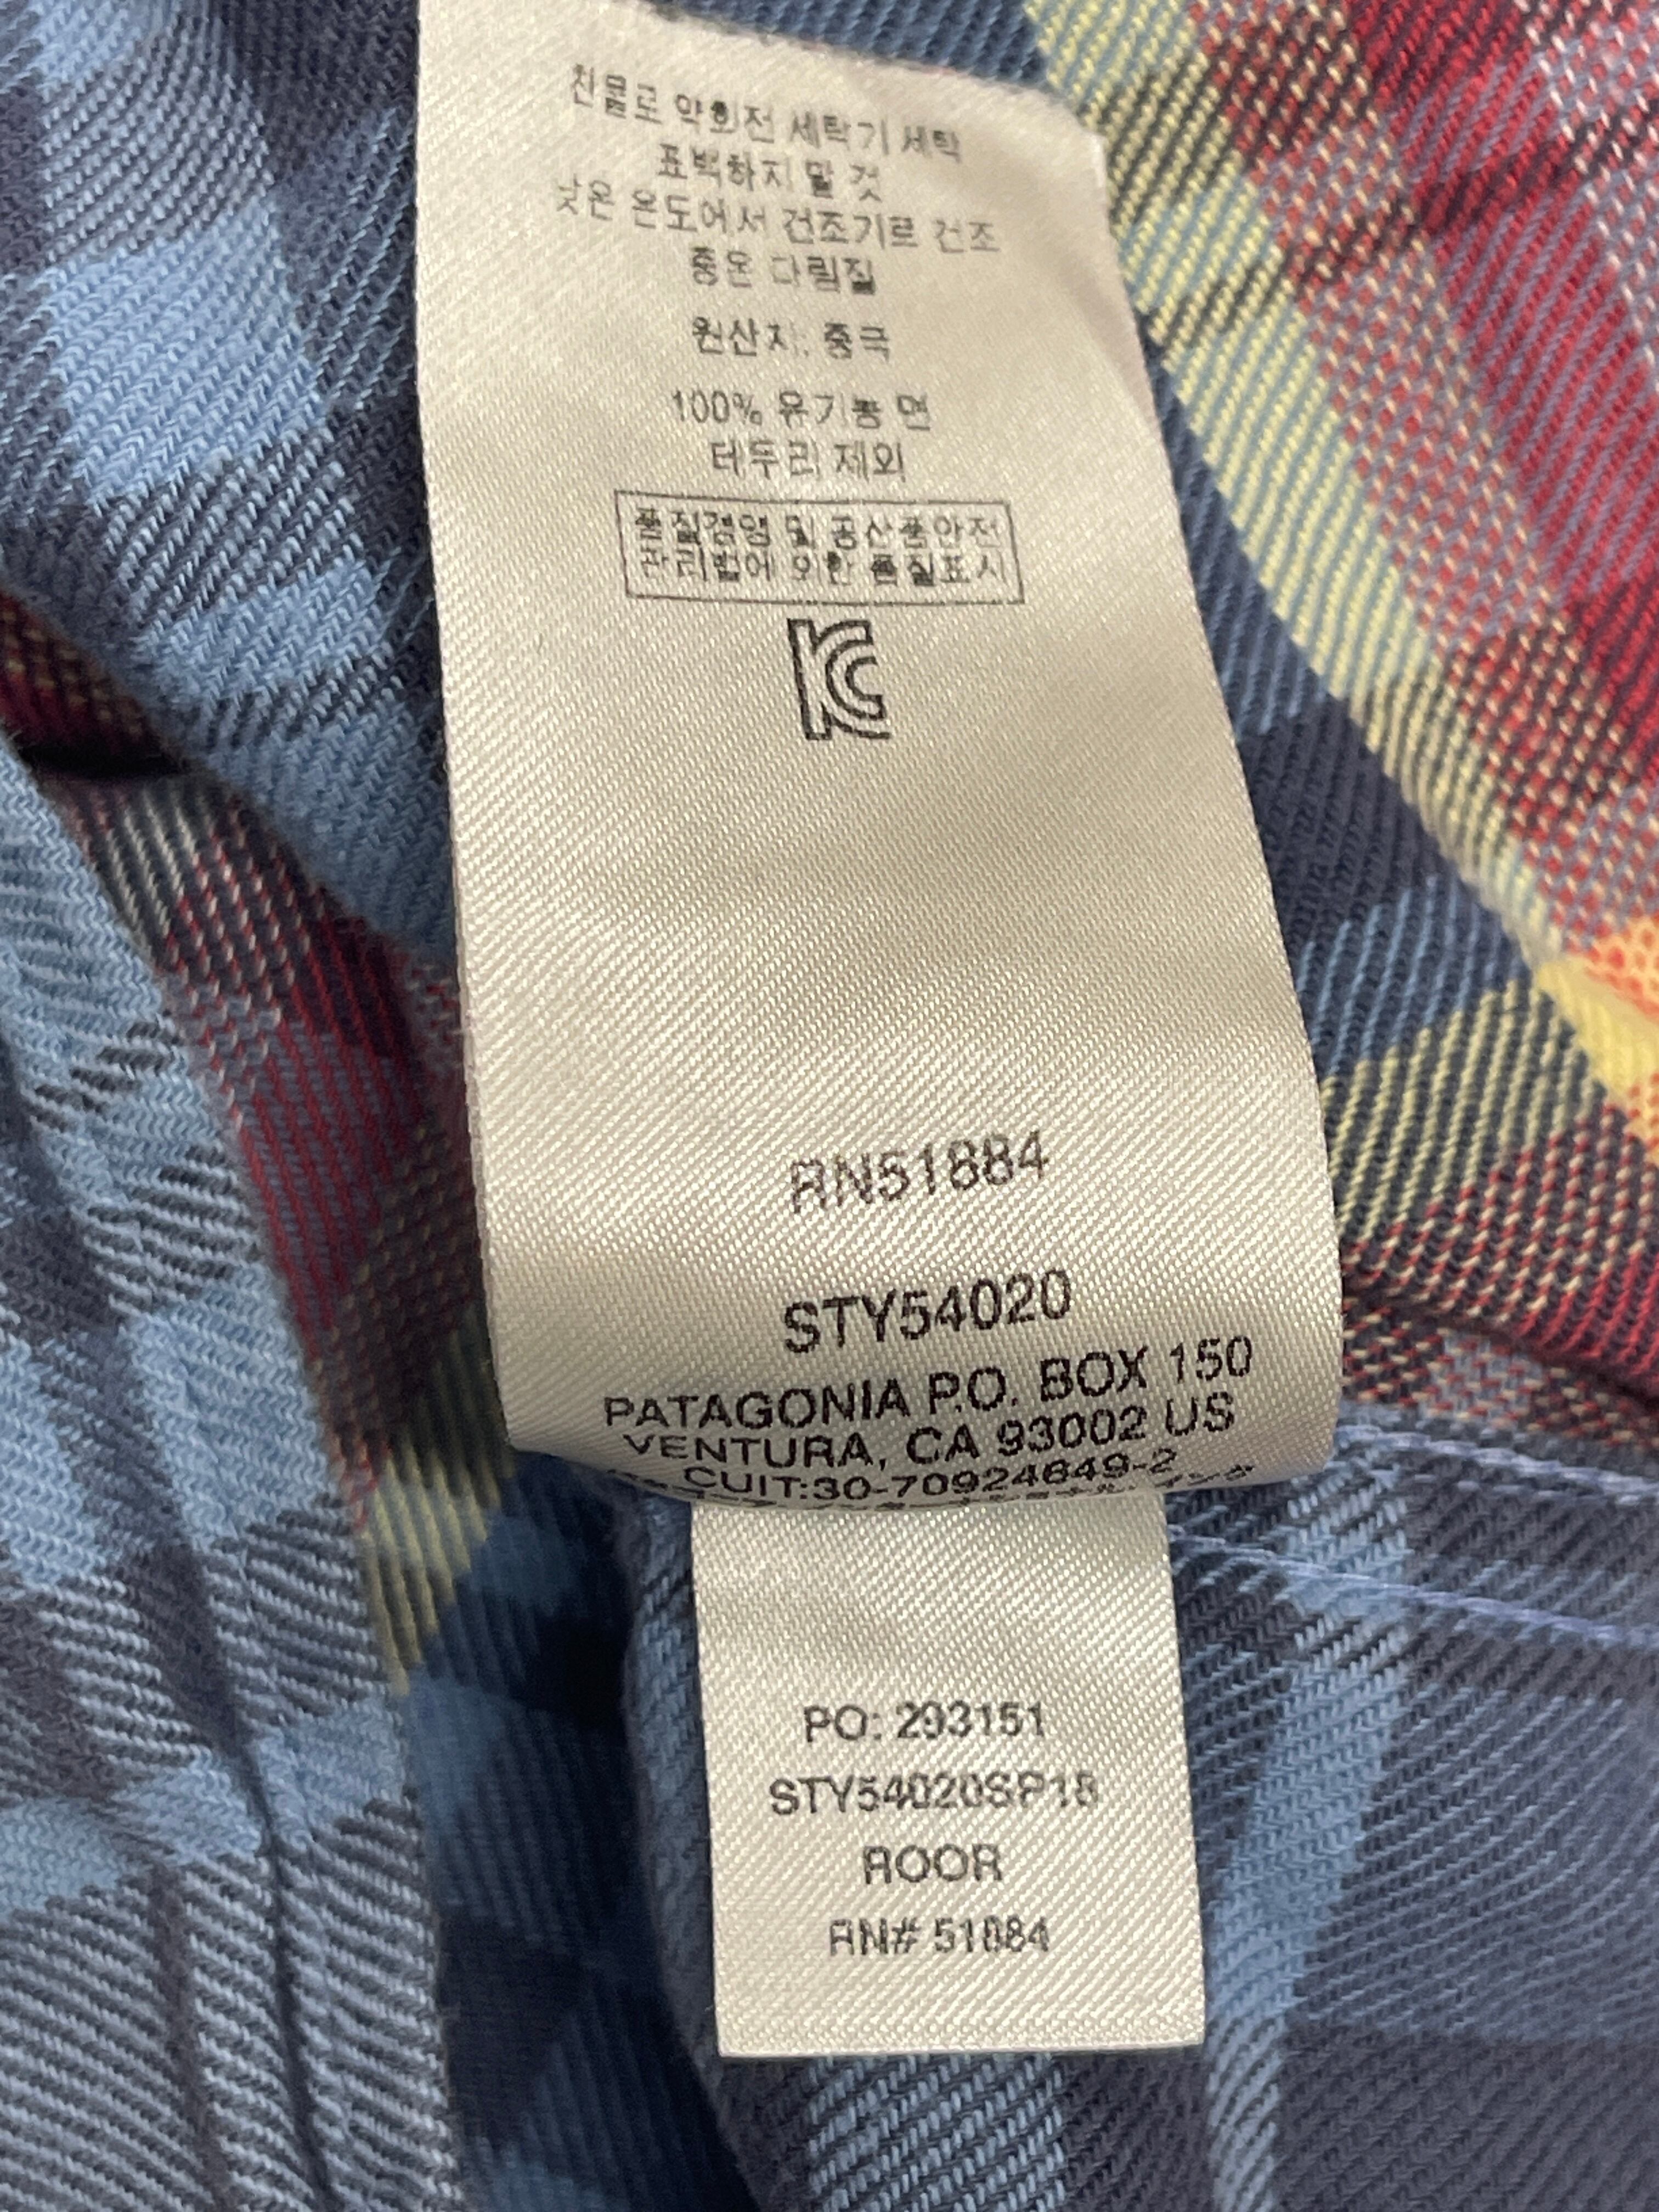 찬물로 약회전 세탁기 세탁
표백하지 말 것
낮은 온도에서 건조기로 건조
중온 다림질
원산지: 중국
100% 유기농 면
테두리 제외
품질경영 및 공산품안전
관리법에 의한 품질표시
KC
RN51884
STY54020
PATAGONIA P.O. BOX 150
VENTURA, CA 93002 US
CUIT:30-70924649-2
PO: 293151
STY54020SP18
ROOR
RN# 51884